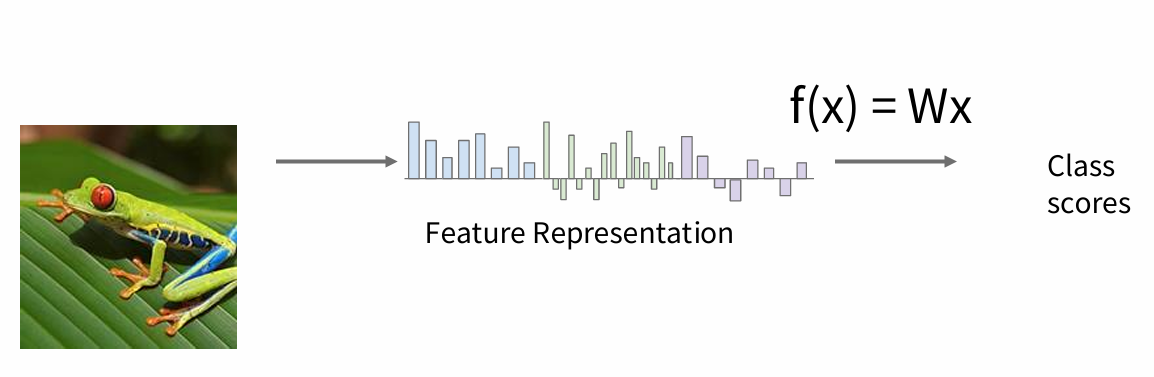 f(x) = Wx
Feature Representation
Class
scores